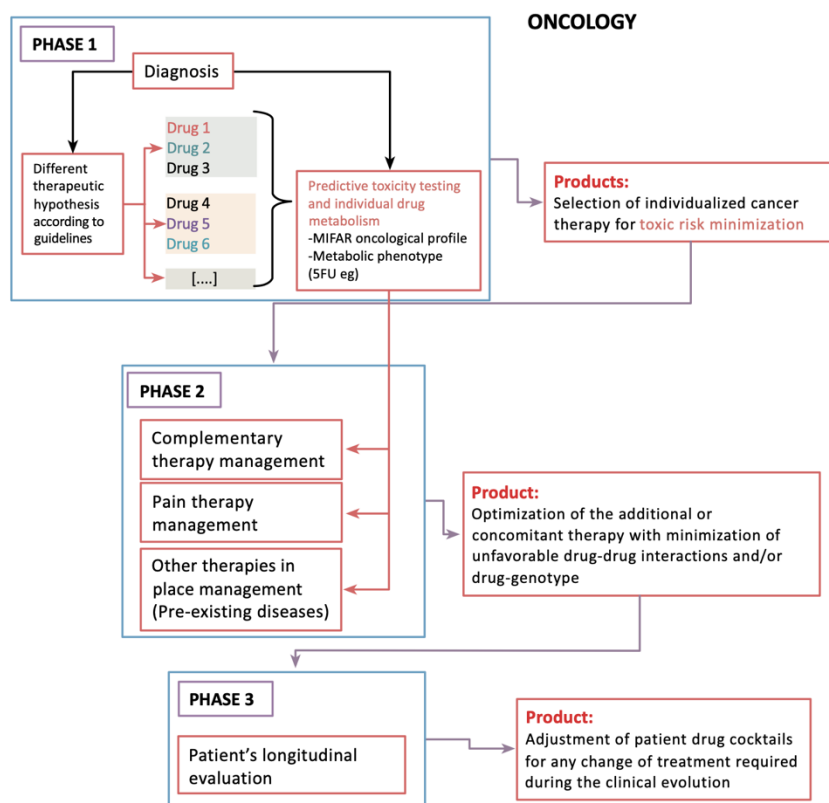 ONCOLOGY
PHASE 1
Diagnosis
Different
therapeutic
hypothesis
according to
guidelines
Drug 1
Drug 2
Drug 3
Drug 4
Drug 5
Drug 6
[....]
Predictive toxicity testing
and individual drug
metabolism
-MIFAR oncological profile
-Metabolic phenotype
(5FU eg)
Products:
Selection of individualized cancer
therapy for toxic risk minimization
PHASE 2
Complementary
therapy management
Pain therapy
management
Other therapies in
place management
(Pre-existing diseases)
Product:
Optimization of the additional or
concomitant therapy with minimization of
unfavorable drug-drug interactions and/or
drug-genotype
PHASE 3
Patient's longitudinal
evaluation
Product:
Adjustment of patient drug cocktails
for any change of treatment required
during the clinical evolution